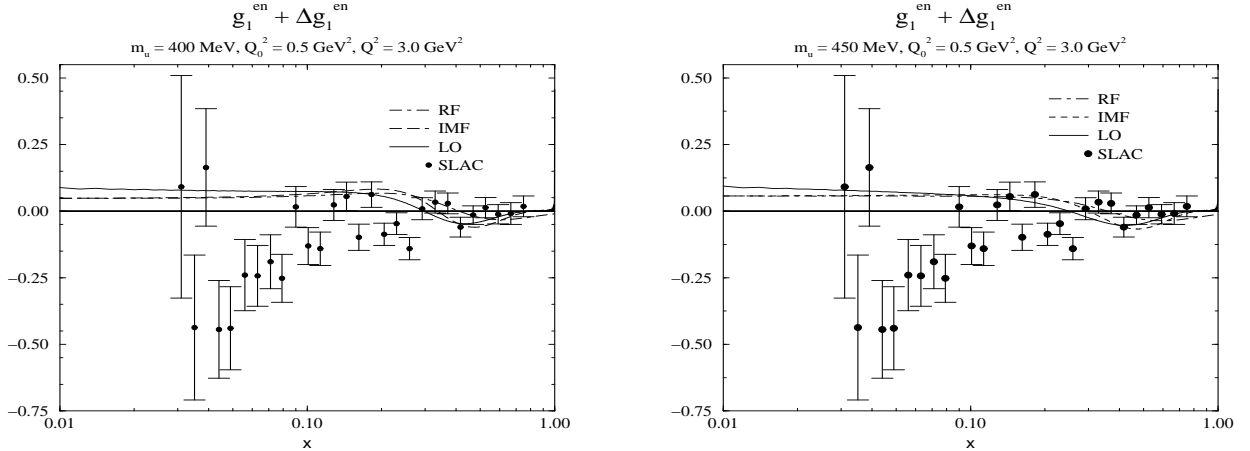 g₁ᵉⁿ + Δg₁ᵉⁿ
m_u = 400 MeV, Q₀² = 0.5 GeV², Q² = 3.0 GeV²
0.50
0.25
0.00
−0.25
−0.50
−0.75
RF
IMF
LO
SLAC
0.01
0.10
1.00
x
g₁ᵉⁿ + Δg₁ᵉⁿ
m_u = 450 MeV, Q₀² = 0.5 GeV², Q² = 3.0 GeV²
0.50
0.25
0.00
−0.25
−0.50
−0.75
RF
IMF
LO
SLAC
0.01
0.10
1.00
x